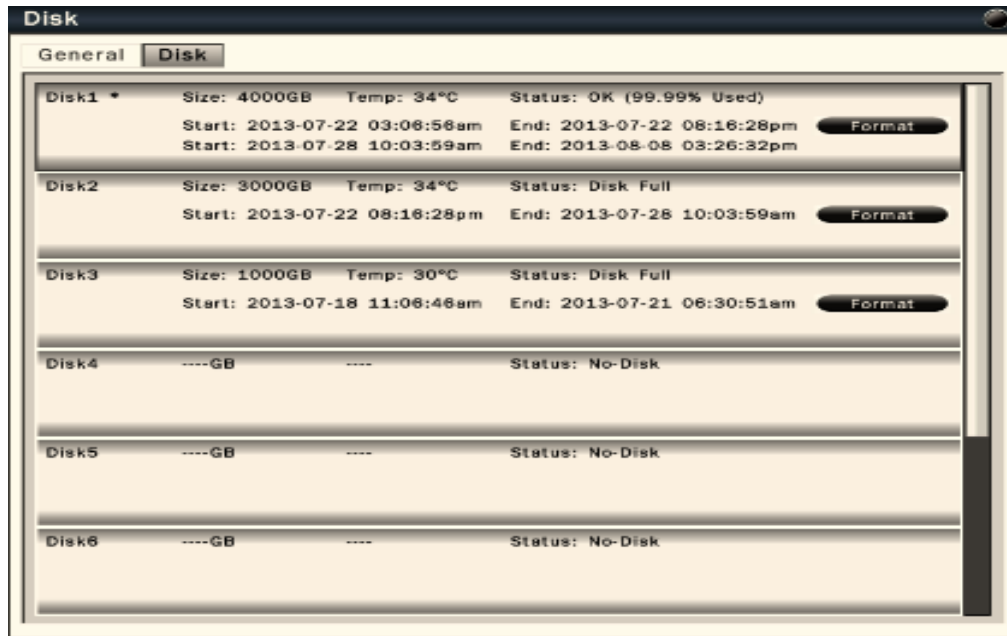 Disk
General Disk
Disk1 * Size: 4000GB Temp: 34°C Status: OK (99.99% Used)
Start: 2013-07-22 03:06:56am End: 2013-07-22 08:16:28pm Format
Start: 2013-07-28 10:03:59am End: 2013-08-08 03:26:32pm
Disk2 Size: 3000GB Temp: 34°C Status: Disk Full
Start: 2013-07-22 08:16:28pm End: 2013-07-28 10:03:59am Format
Disk3 Size: 1000GB Temp: 30°C Status: Disk Full
Start: 2013-07-18 11:06:46am End: 2013-07-21 06:30:51am Format
Disk4 ----GB ---- Status: No-Disk
Disk5 ----GB ---- Status: No-Disk
Disk6 ----GB ---- Status: No-Disk